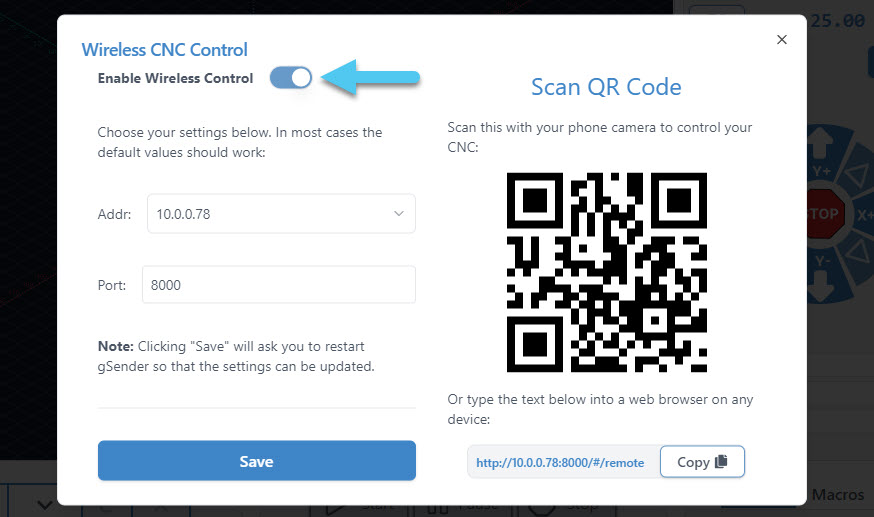 Wireless CNC Control
Enable Wireless Control
Choose your settings below. In most cases the
default values should work:
Addr: 10.0.0.78
Port: 8000
Note: Clicking "Save" will ask you to restart
gSender so that the settings can be updated.
Save
Scan QR Code
Scan this with your phone camera to control your
CNC:
Or type the text below into a web browser on any
device:
http://10.0.0.78:8000/#/remote
Copy
25.00
Y+
STOP
X+
Y-
Macros
Start
Pause
Stop